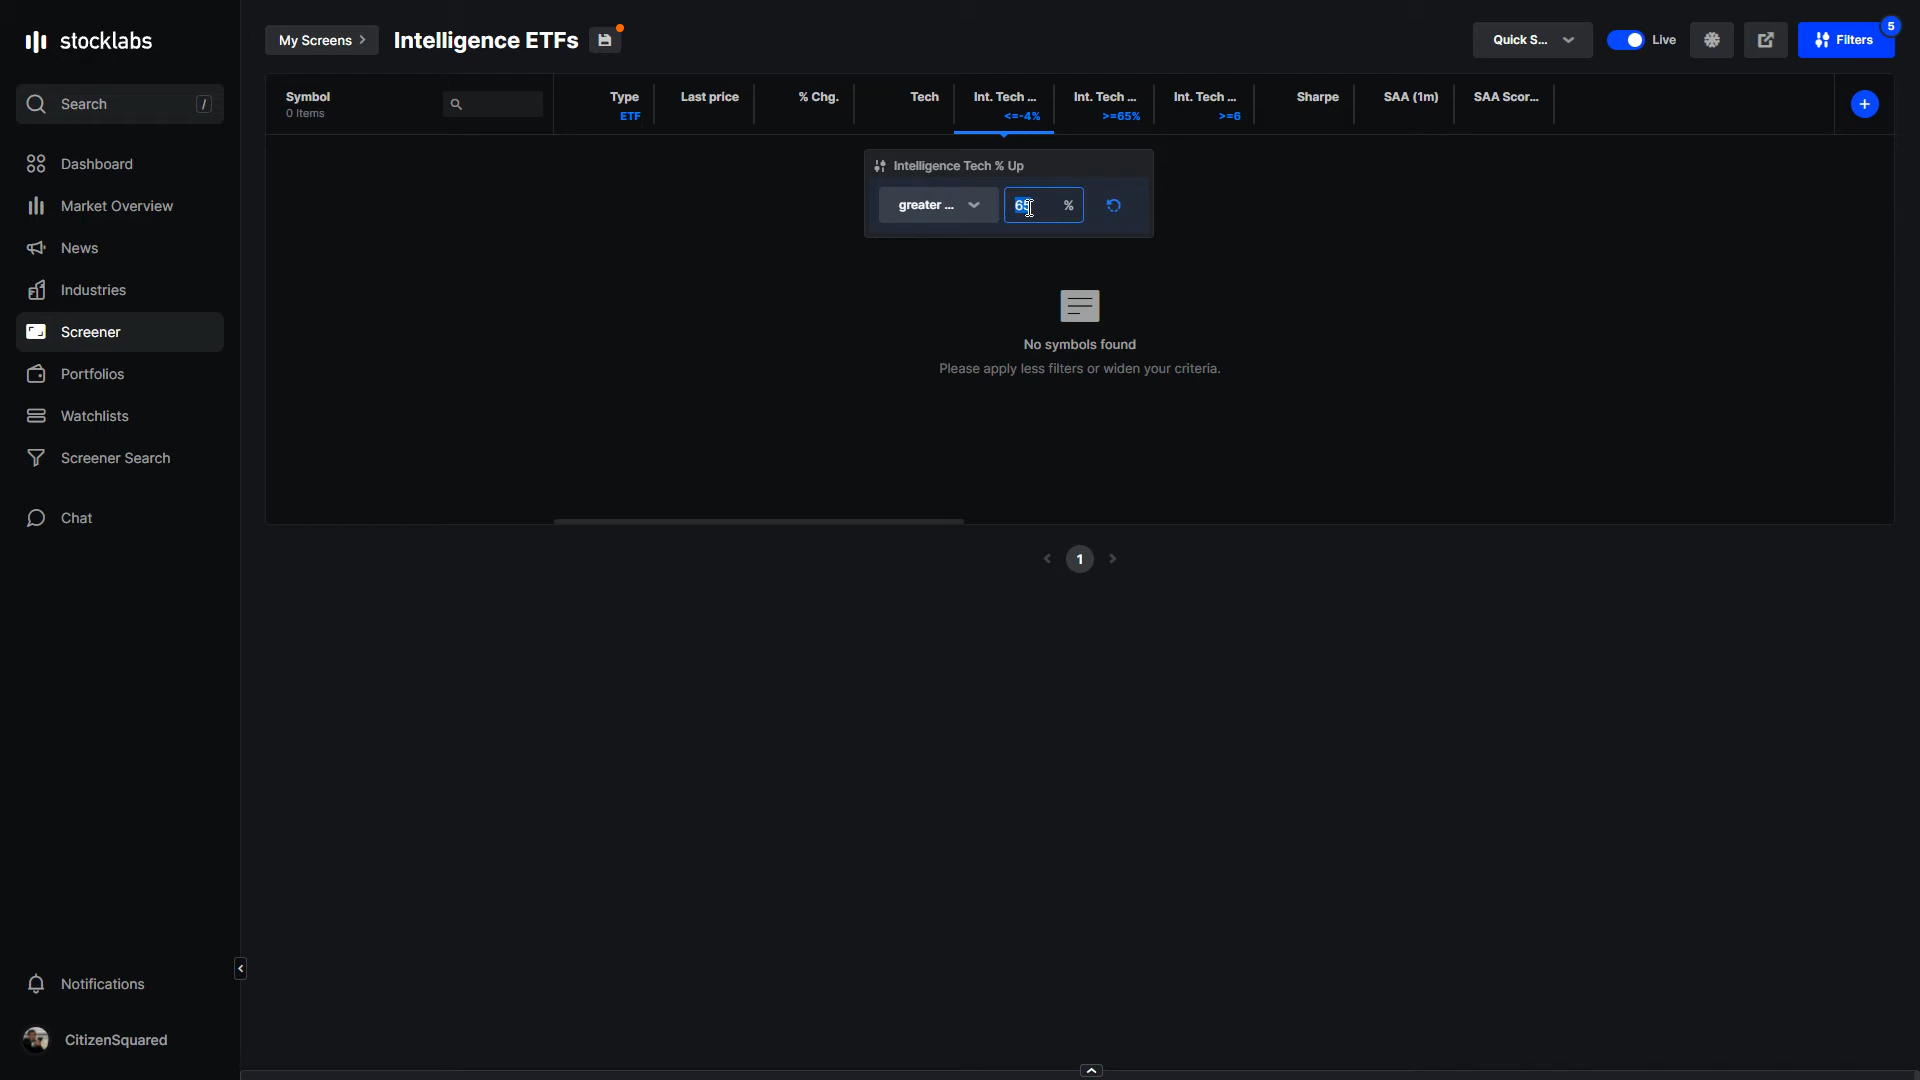 stocklabs
Search /
Dashboard
Market Overview
News
Industries
Screener
Portfolios
Watchlists
Screener Search
Chat
Notifications
CitizenSquared
My Screens >
Intelligence ETFs
Quick S...
Live
Filters
5
Symbol
0 Items
Type
ETF
Last price
% Chg.
Tech
Int. Tech ...
<=-4%
Int. Tech ...
>=65%
Int. Tech ...
>=6
Sharpe
SAA (1m)
SAA Scor...
Intelligence Tech % Up
greater ... 65 %
No symbols found
Please apply less filters or widen your criteria.
1